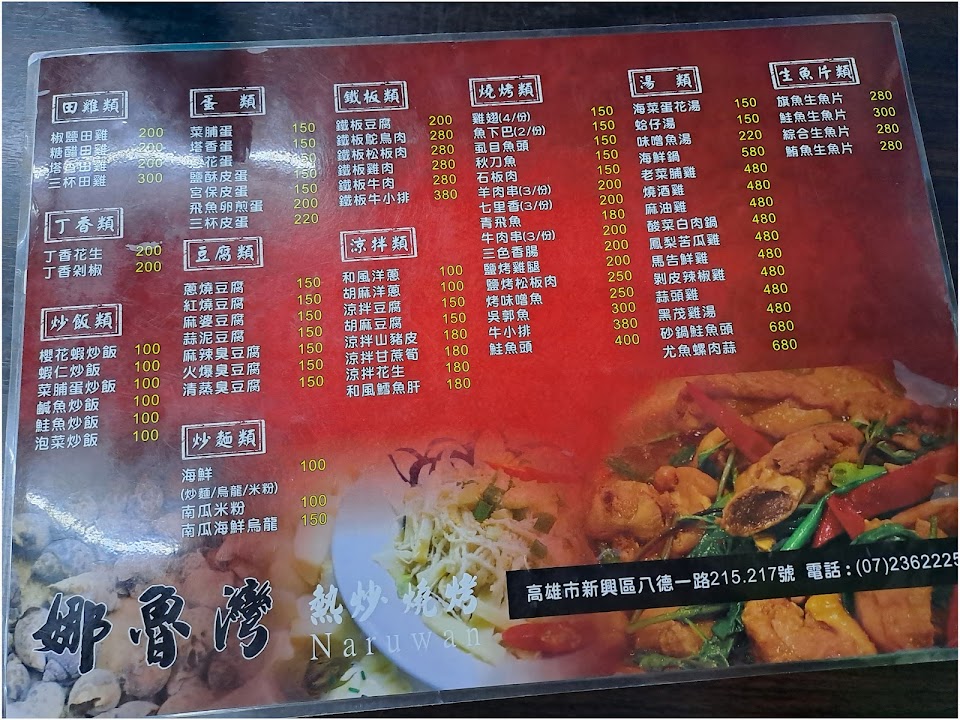 田雞類
椒鹽田雞 200
糖醋田雞 200
塔香田雞 200
三杯田雞 300
丁香類
丁香花生 200
丁香剁椒 200
炒飯類
櫻花蝦炒飯 100
蝦仁炒飯 100
菜脯蛋炒飯 100
鹹魚炒飯 100
鮭魚炒飯 100
泡菜炒飯 100
蛋類
菜脯蛋 150
塔香蛋 150
花蛋 150
鹽酥皮蛋 150
宮保皮蛋 150
飛魚卵煎蛋 200
三杯皮蛋 220
豆腐類
蔥燒豆腐 150
紅燒豆腐 150
麻婆豆腐 150
蒜泥豆腐 150
麻辣臭豆腐 150
火爆臭豆腐 150
清蒸臭豆腐 150
炒麵類
海鮮 100
(炒麵/烏龍/米粉)
南瓜米粉 100
南瓜海鮮烏龍 150
鐵板類
鐵板豆腐 200
鐵板鴕鳥肉 280
鐵板松板肉 280
鐵板雞肉 280
鐵板牛肉 280
鐵板牛小排 380
涼拌類
和風洋蔥 100
胡麻洋蔥 100
涼拌豆腐 150
胡麻豆腐 150
涼拌山豬皮 180
涼拌甘蔗筍 180
涼拌花生 180
和風鱈魚肝 180
燒烤類
雞翅(4/份) 150
魚下巴(2/份) 150
虱目魚頭 150
秋刀魚 150
石板肉 150
羊肉串(3/份) 200
七里香(3/份) 200
青飛魚 180
牛肉串(3/份) 200
三色香腸 200
鹽烤雞腿 200
鹽烤松板肉 250
烤味噌魚 250
吳郭魚 300
牛小排 380
鮭魚頭 400
湯類
海菜蛋花湯 150
蛤仔湯 150
味噌魚湯 220
海鮮鍋 580
老菜脯雞 480
燒酒雞 480
麻油雞 480
酸菜白肉鍋 480
鳳梨苦瓜雞 480
馬告鮮雞 480
剝皮辣椒雞 480
蒜頭雞 480
黑茂雞湯 480
砂鍋鮭魚頭 680
尤魚螺肉蒜 680
生魚片類
旗魚生魚片 280
鮭魚生魚片 300
綜合生魚片 280
鮪魚生魚片 280
高雄市新興區八德一路215.217號 電話:(07)2362225
娜魯灣 熱炒 燒烤
Naruwan